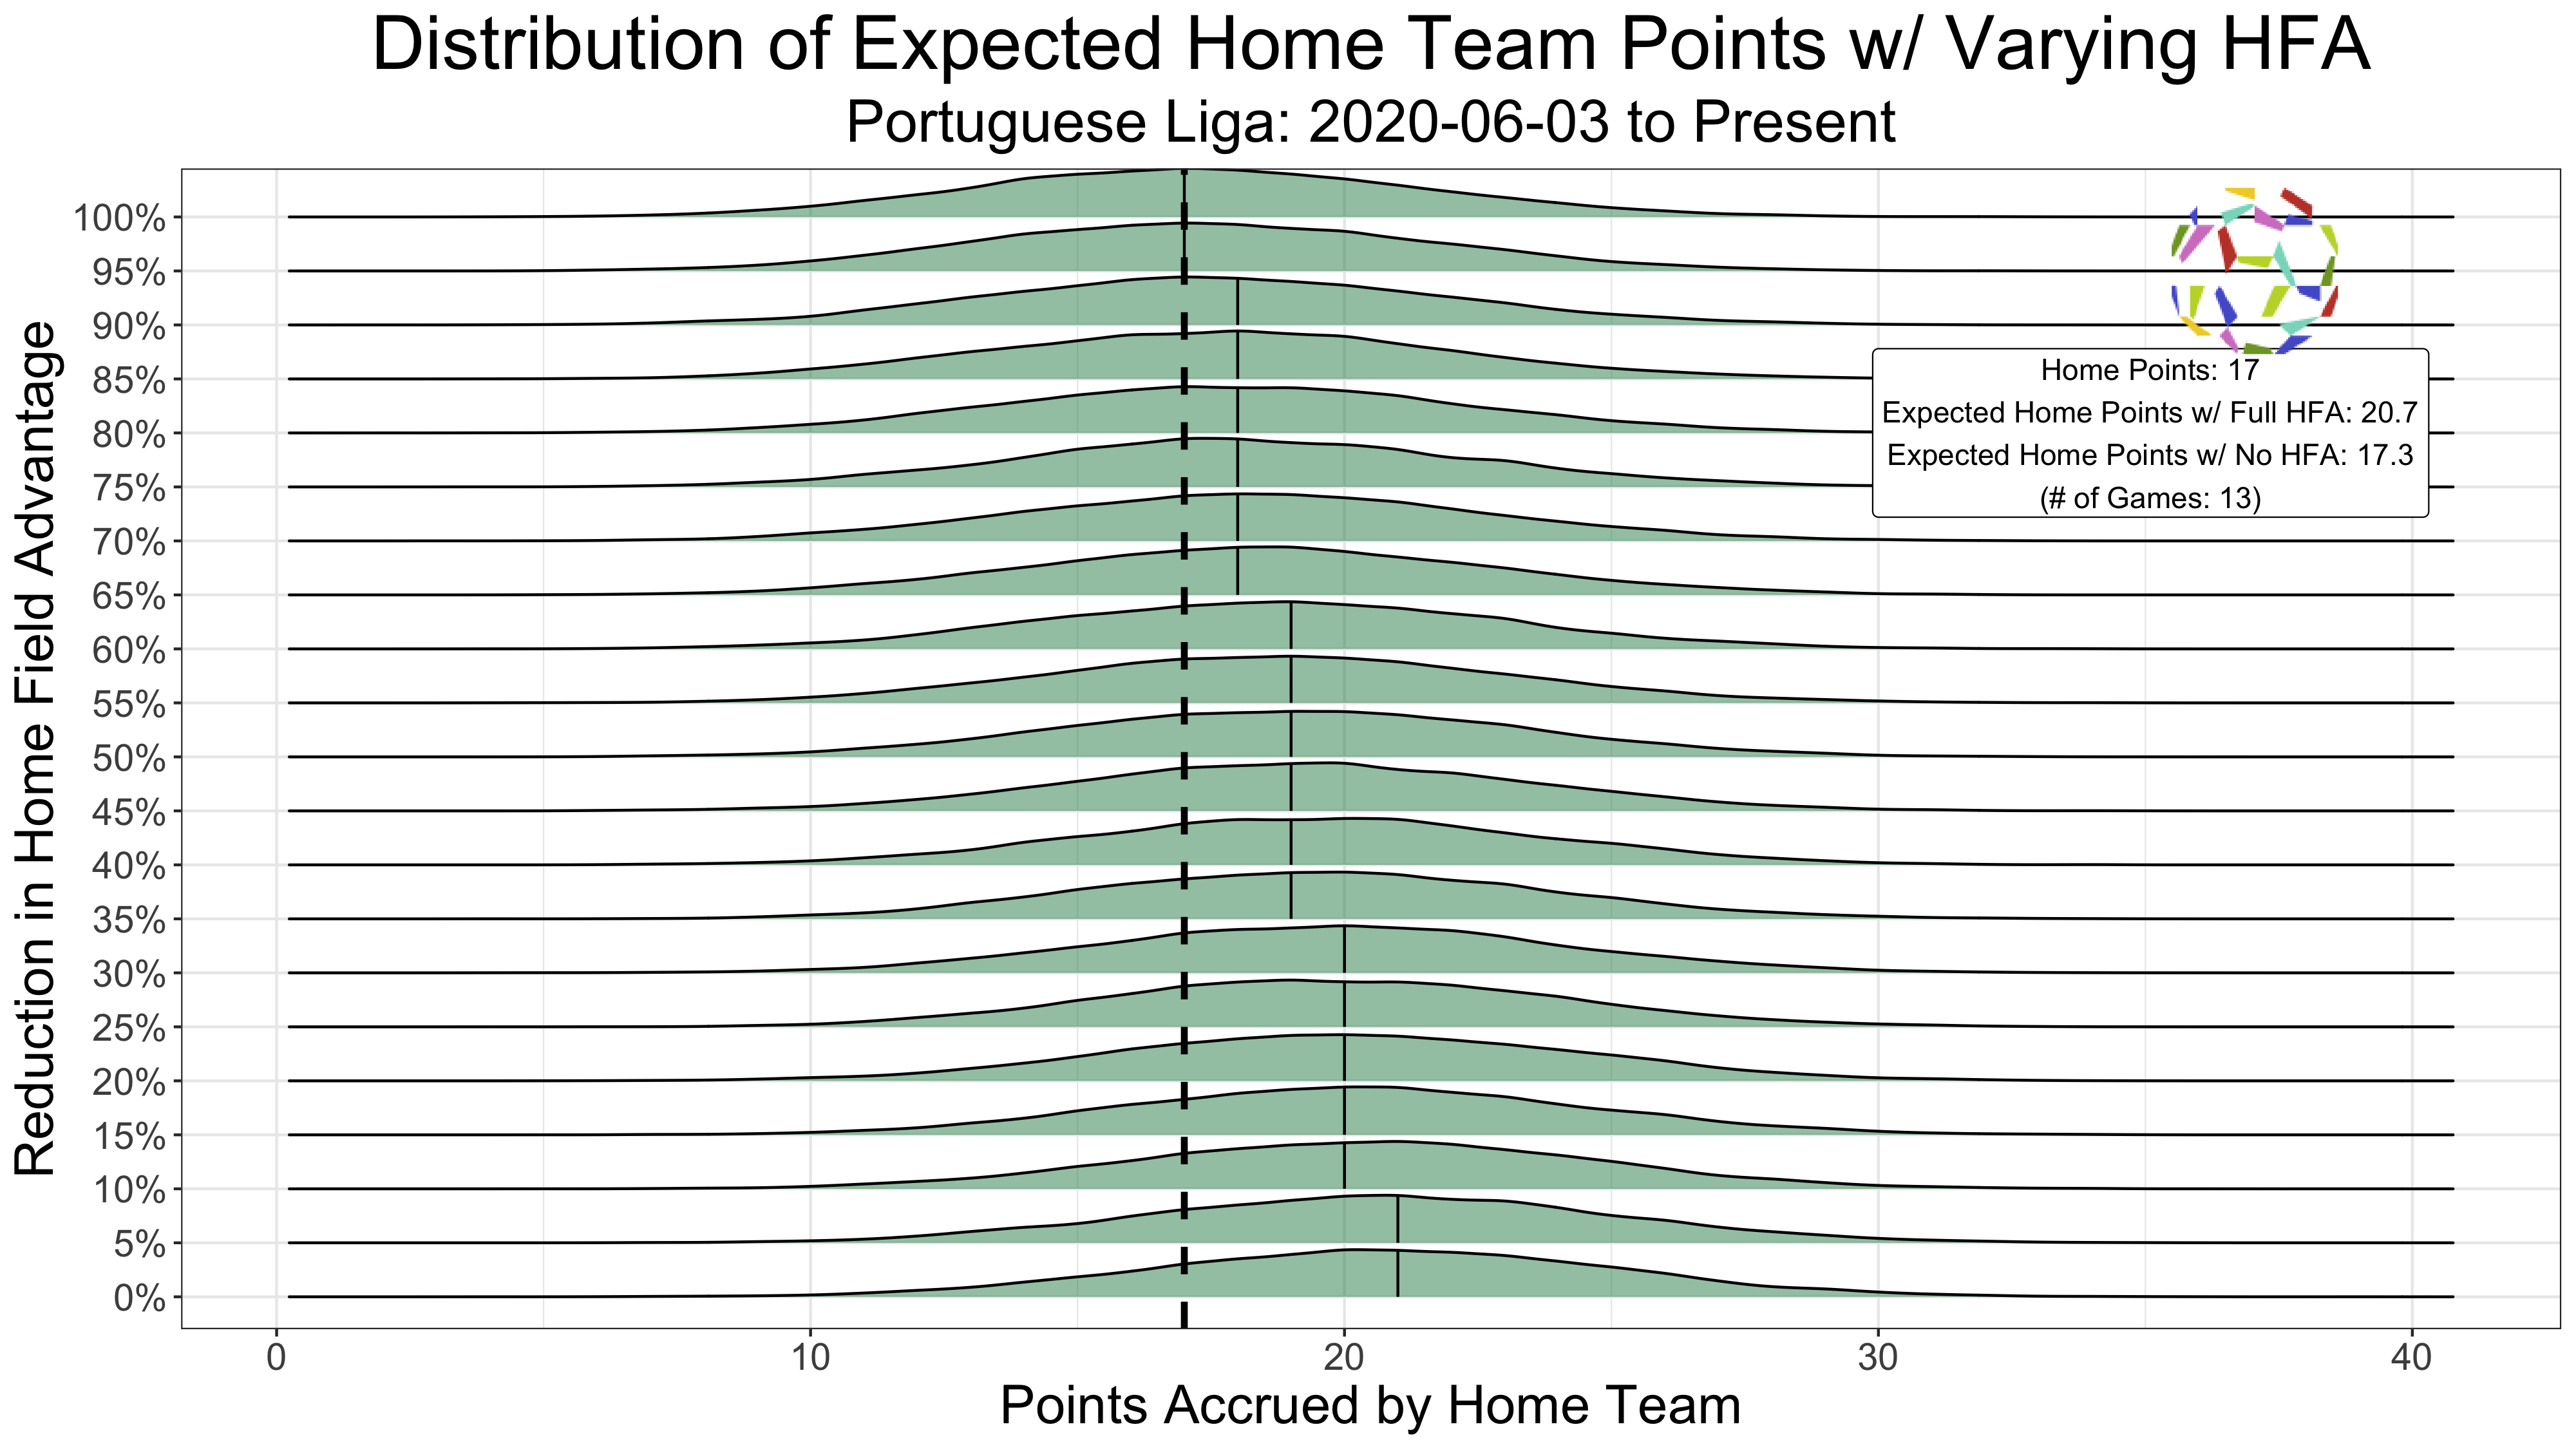 Distribution of Expected Home Team Points w/ Varying HFA
Portuguese Liga: 2020-06-03 to Present
Reduction in Home Field Advantage
100%
95%
90%
85%
80%
75%
70%
65%
60%
55%
50%
45%
40%
35%
30%
25%
20%
15%
10%
5%
0%
Home Points: 17
Expected Home Points w/ Full HFA: 20.7
Expected Home Points w/ No HFA: 17.3
(# of Games: 13)
0 10 20 30 40
Points Accrued by Home Team